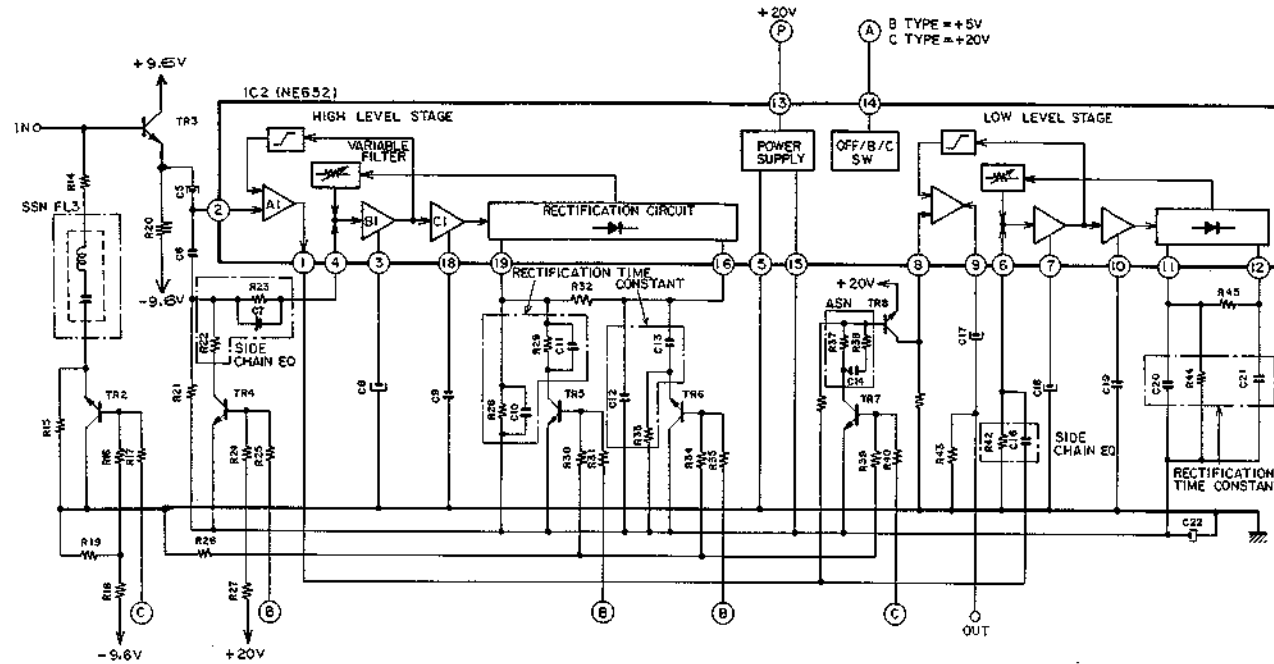 +20V
P
A
B TYPE=+5V
C TYPE=+20V
+9.6V
IC2 (NE652)
13
14
IN
TR3
HIGH LEVEL STAGE
LOW LEVEL STAGE
VARIABLE
FILTER
POWER
SUPPLY
OFF/B/C
SW
R14
C5
SSN FL3
2
A1
B1
C1
RECTIFICATION CIRCUIT
R20
C6
1
4
3
18
19
16
5
15
8
9
6
7
10
11
12
-9.6V
R23
C7
RECTIFICATION TIME
CONSTANT
R32
+20V
TR8
ASN
R45
R22
SIDE
CHAIN EQ
R29
C11
C13
R37
R38
C14
C17
R21
C8
C9
C18
C19
C20
R44
C21
TR2
TR4
R28
C10
TR5
C12
TR6
TR7
R42
C16
R15
R16
R17
R24
R25
R30
R31
R33
R34
R35
R39
R40
R43
SIDE
CHAIN EQ
RECTIFICATION
TIME CONSTANT
R19
R26
C22
R18
R27
C
B
B
B
C
OUT
-9.6V
+20V